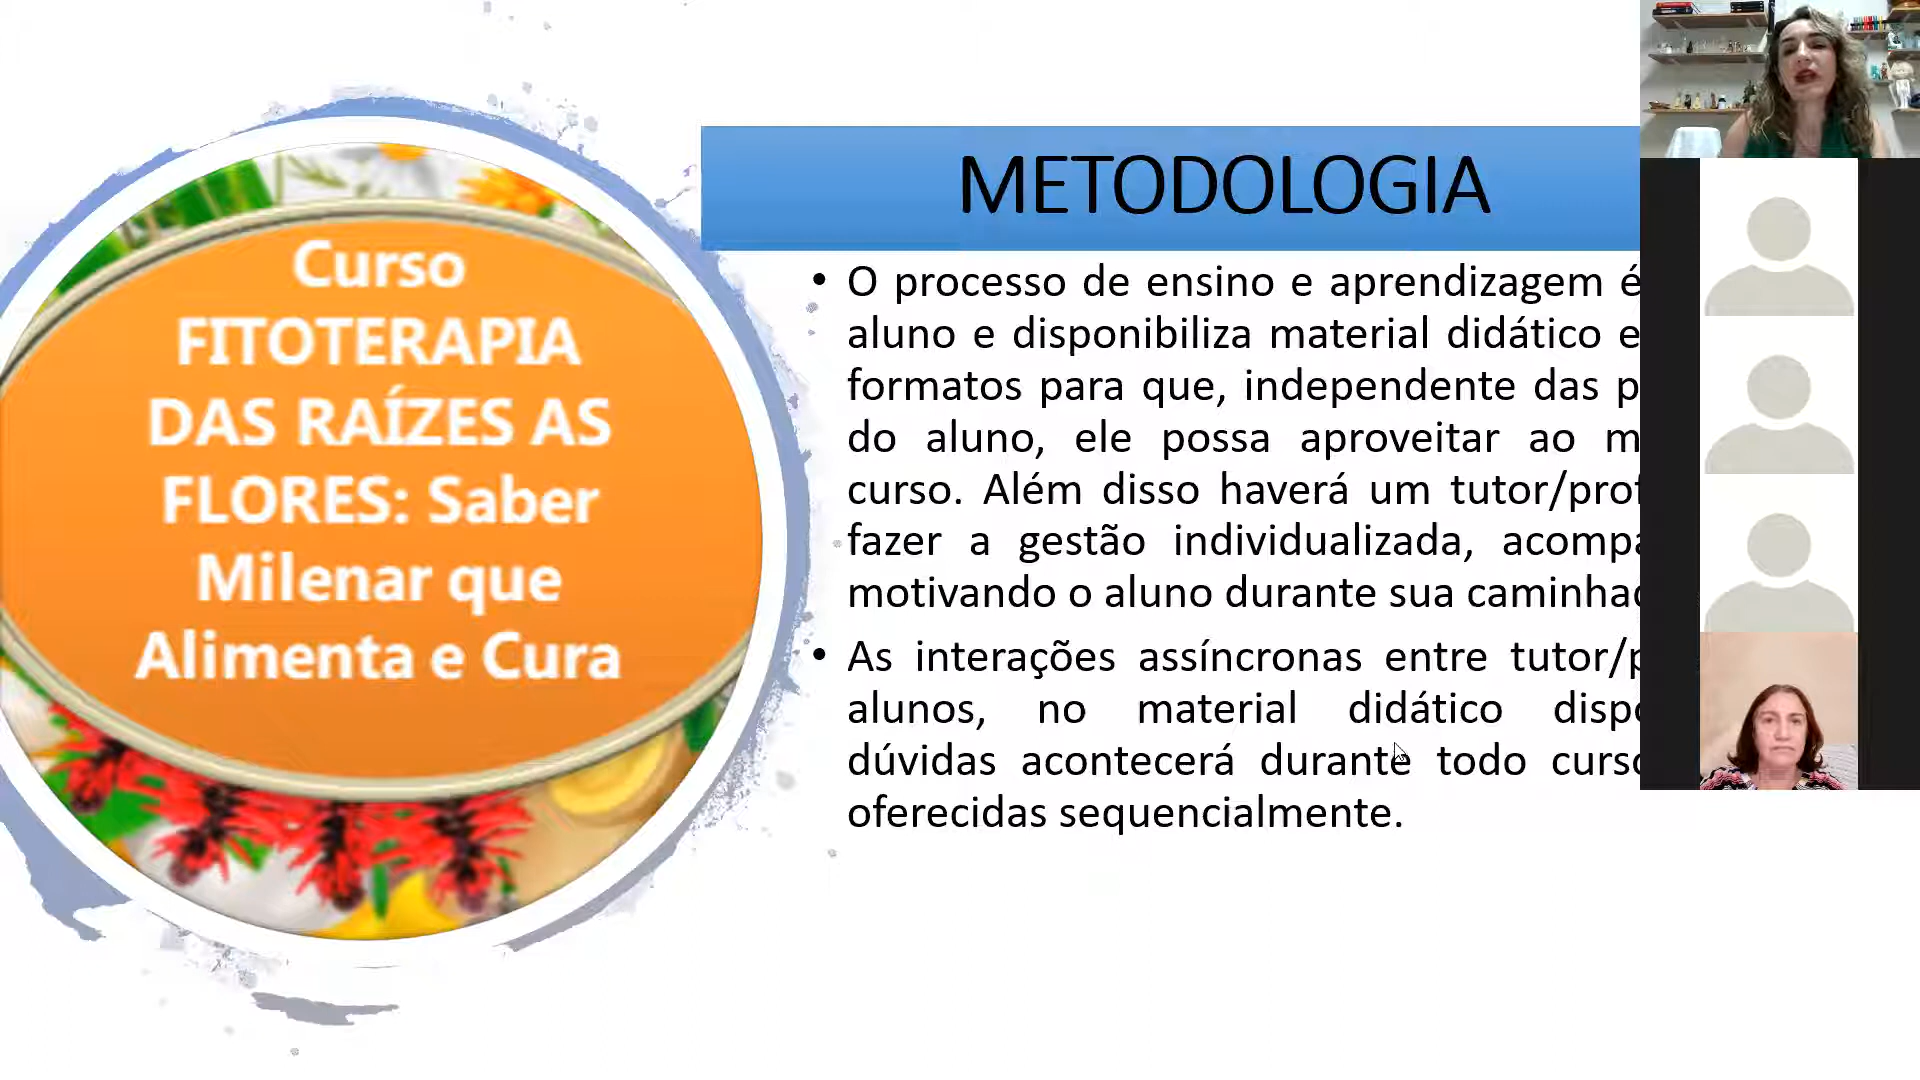 Curso
FITOTERAPIA
DAS RAÍZES AS
FLORES: Saber
Milenar que
Alimenta e Cura
METODOLOGIA
• O processo de ensino e aprendizagem é
aluno e disponibiliza material didático
formatos para que, independente das
do aluno, ele possa aproveitar ao
curso. Além disso haverá um
fazer a gestão individualizada,
motivando o aluno durante sua
• As interações assíncronas entre
alunos, no material didático
dúvidas acontecerá durante todo
oferecidas sequencialmente.